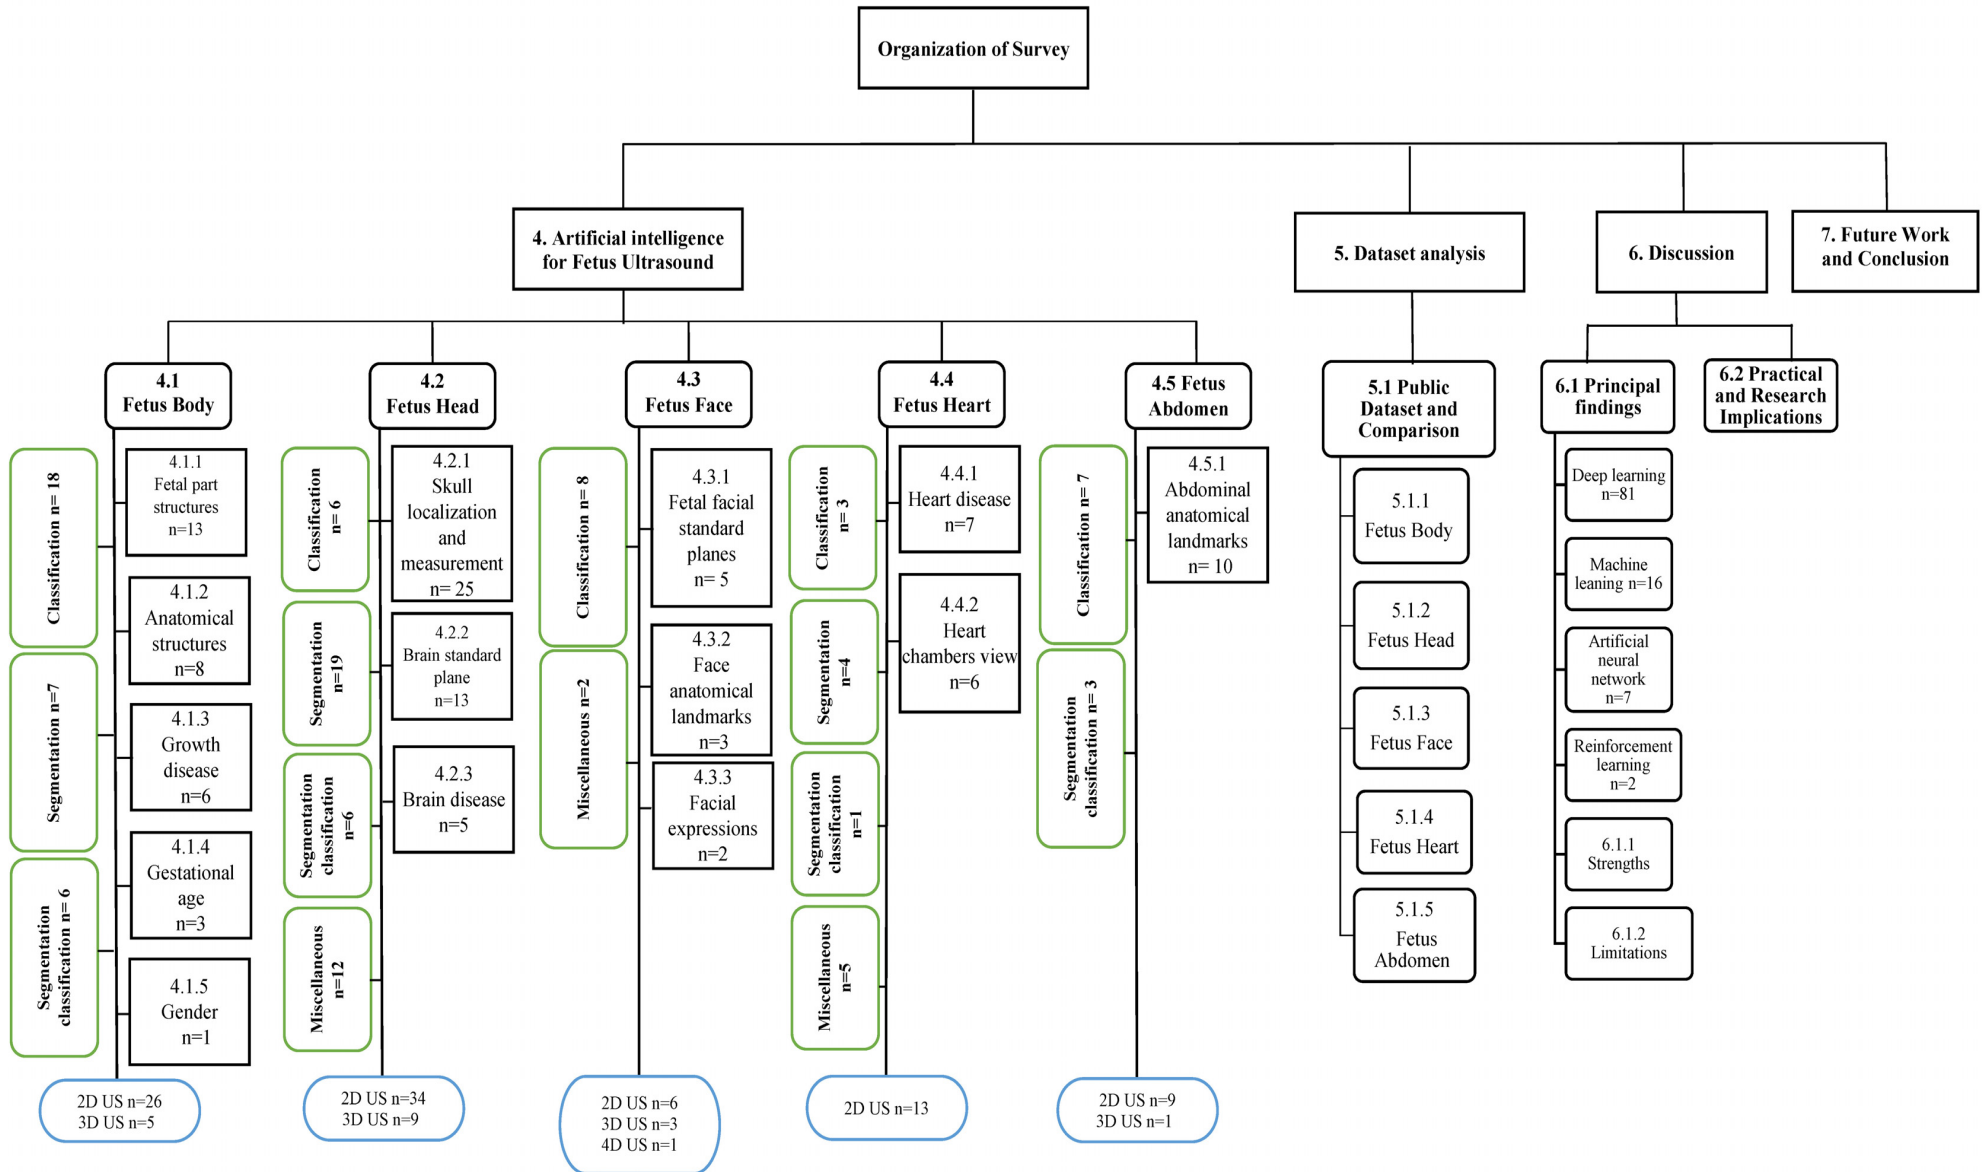 Organization of Survey
4. Artificial intelligence
for Fetus Ultrasound
5. Dataset analysis
6. Discussion
7. Future Work
and Conclusion
4.1
Fetus Body
Classification n= 18
Segmentation n=7
Segmentation
classification n= 6
4.1.1
Fetal part
structures
n=13
4.1.2
Anatomical
structures
n=8
4.1.3
Growth
disease
n=6
4.1.4
Gestational
age
n=3
4.1.5
Gender
n=1
2D US n=26
3D US n=5
4.2
Fetus Head
Classification
n= 6
Segmentation
n=19
Segmentation
classification
n=6
Miscellaneous
n=12
4.2.1
Skull
localization
and
measurement
n= 25
4.2.2
Brain standard
plane
n=13
4.2.3
Brain disease
n=5
2D US n=34
3D US n=9
4.3
Fetus Face
Classification n= 8
Miscellaneous n=2
4.3.1
Fetal facial
standard
planes
n= 5
4.3.2
Face
anatomical
landmarks
n=3
4.3.3
Facial
expressions
n=2
2D US n=6
3D US n=3
4D US n=1
4.4
Fetus Heart
Classification
n= 3
Segmentation
n=4
Segmentation
classification
n=1
Miscellaneous
n=5
4.4.1
Heart disease
n=7
4.4.2
Heart
chambers view
n=6
2D US n=13
4.5 Fetus
Abdomen
Classification n= 7
Segmentation
classification n= 3
4.5.1
Abdominal
anatomical
landmarks
n= 10
2D US n=9
3D US n=1
5.1 Public
Dataset and
Comparison
5.1.1
Fetus Body
5.1.2
Fetus Head
5.1.3
Fetus Face
5.1.4
Fetus Heart
5.1.5
Fetus
Abdomen
6.1 Principal
findings
Deep learning
n=81
Machine
leaning n=16
Artificial
neural
network
n=7
Reinforcement
learning
n=2
6.1.1
Strengths
6.1.2
Limitations
6.2 Practical
and Research
Implications